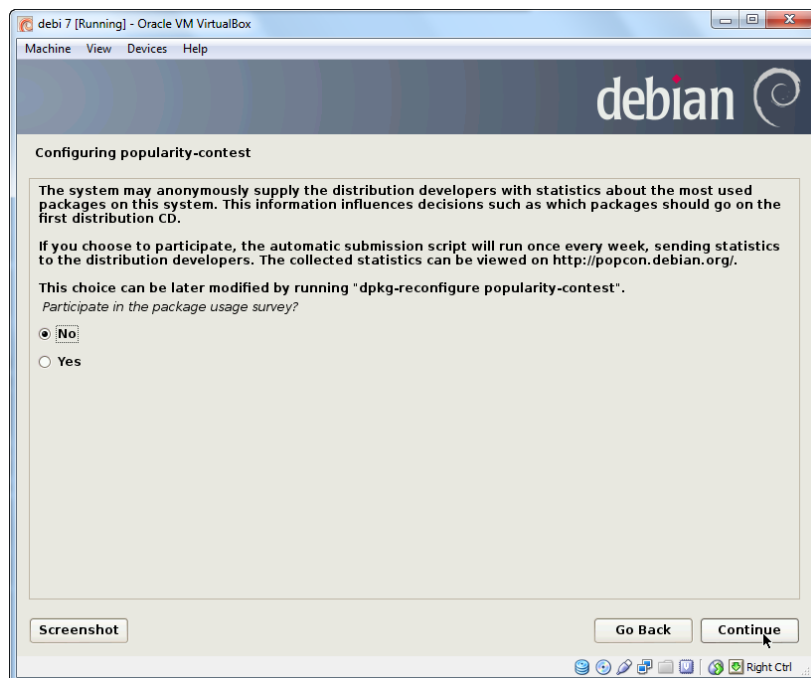 debi 7 [Running] - Oracle VM VirtualBox
Machine View Devices Help
debian
Configuring popularity-contest
The system may anonymously supply the distribution developers with statistics about the most used
packages on this system. This information influences decisions such as which packages should go on the
first distribution CD.
If you choose to participate, the automatic submission script will run once every week, sending statistics
to the distribution developers. The collected statistics can be viewed on http://popcon.debian.org/.
This choice can be later modified by running "dpkg-reconfigure popularity-contest".
Participate in the package usage survey?
No
Yes
Screenshot Go Back Continue
Right Ctrl